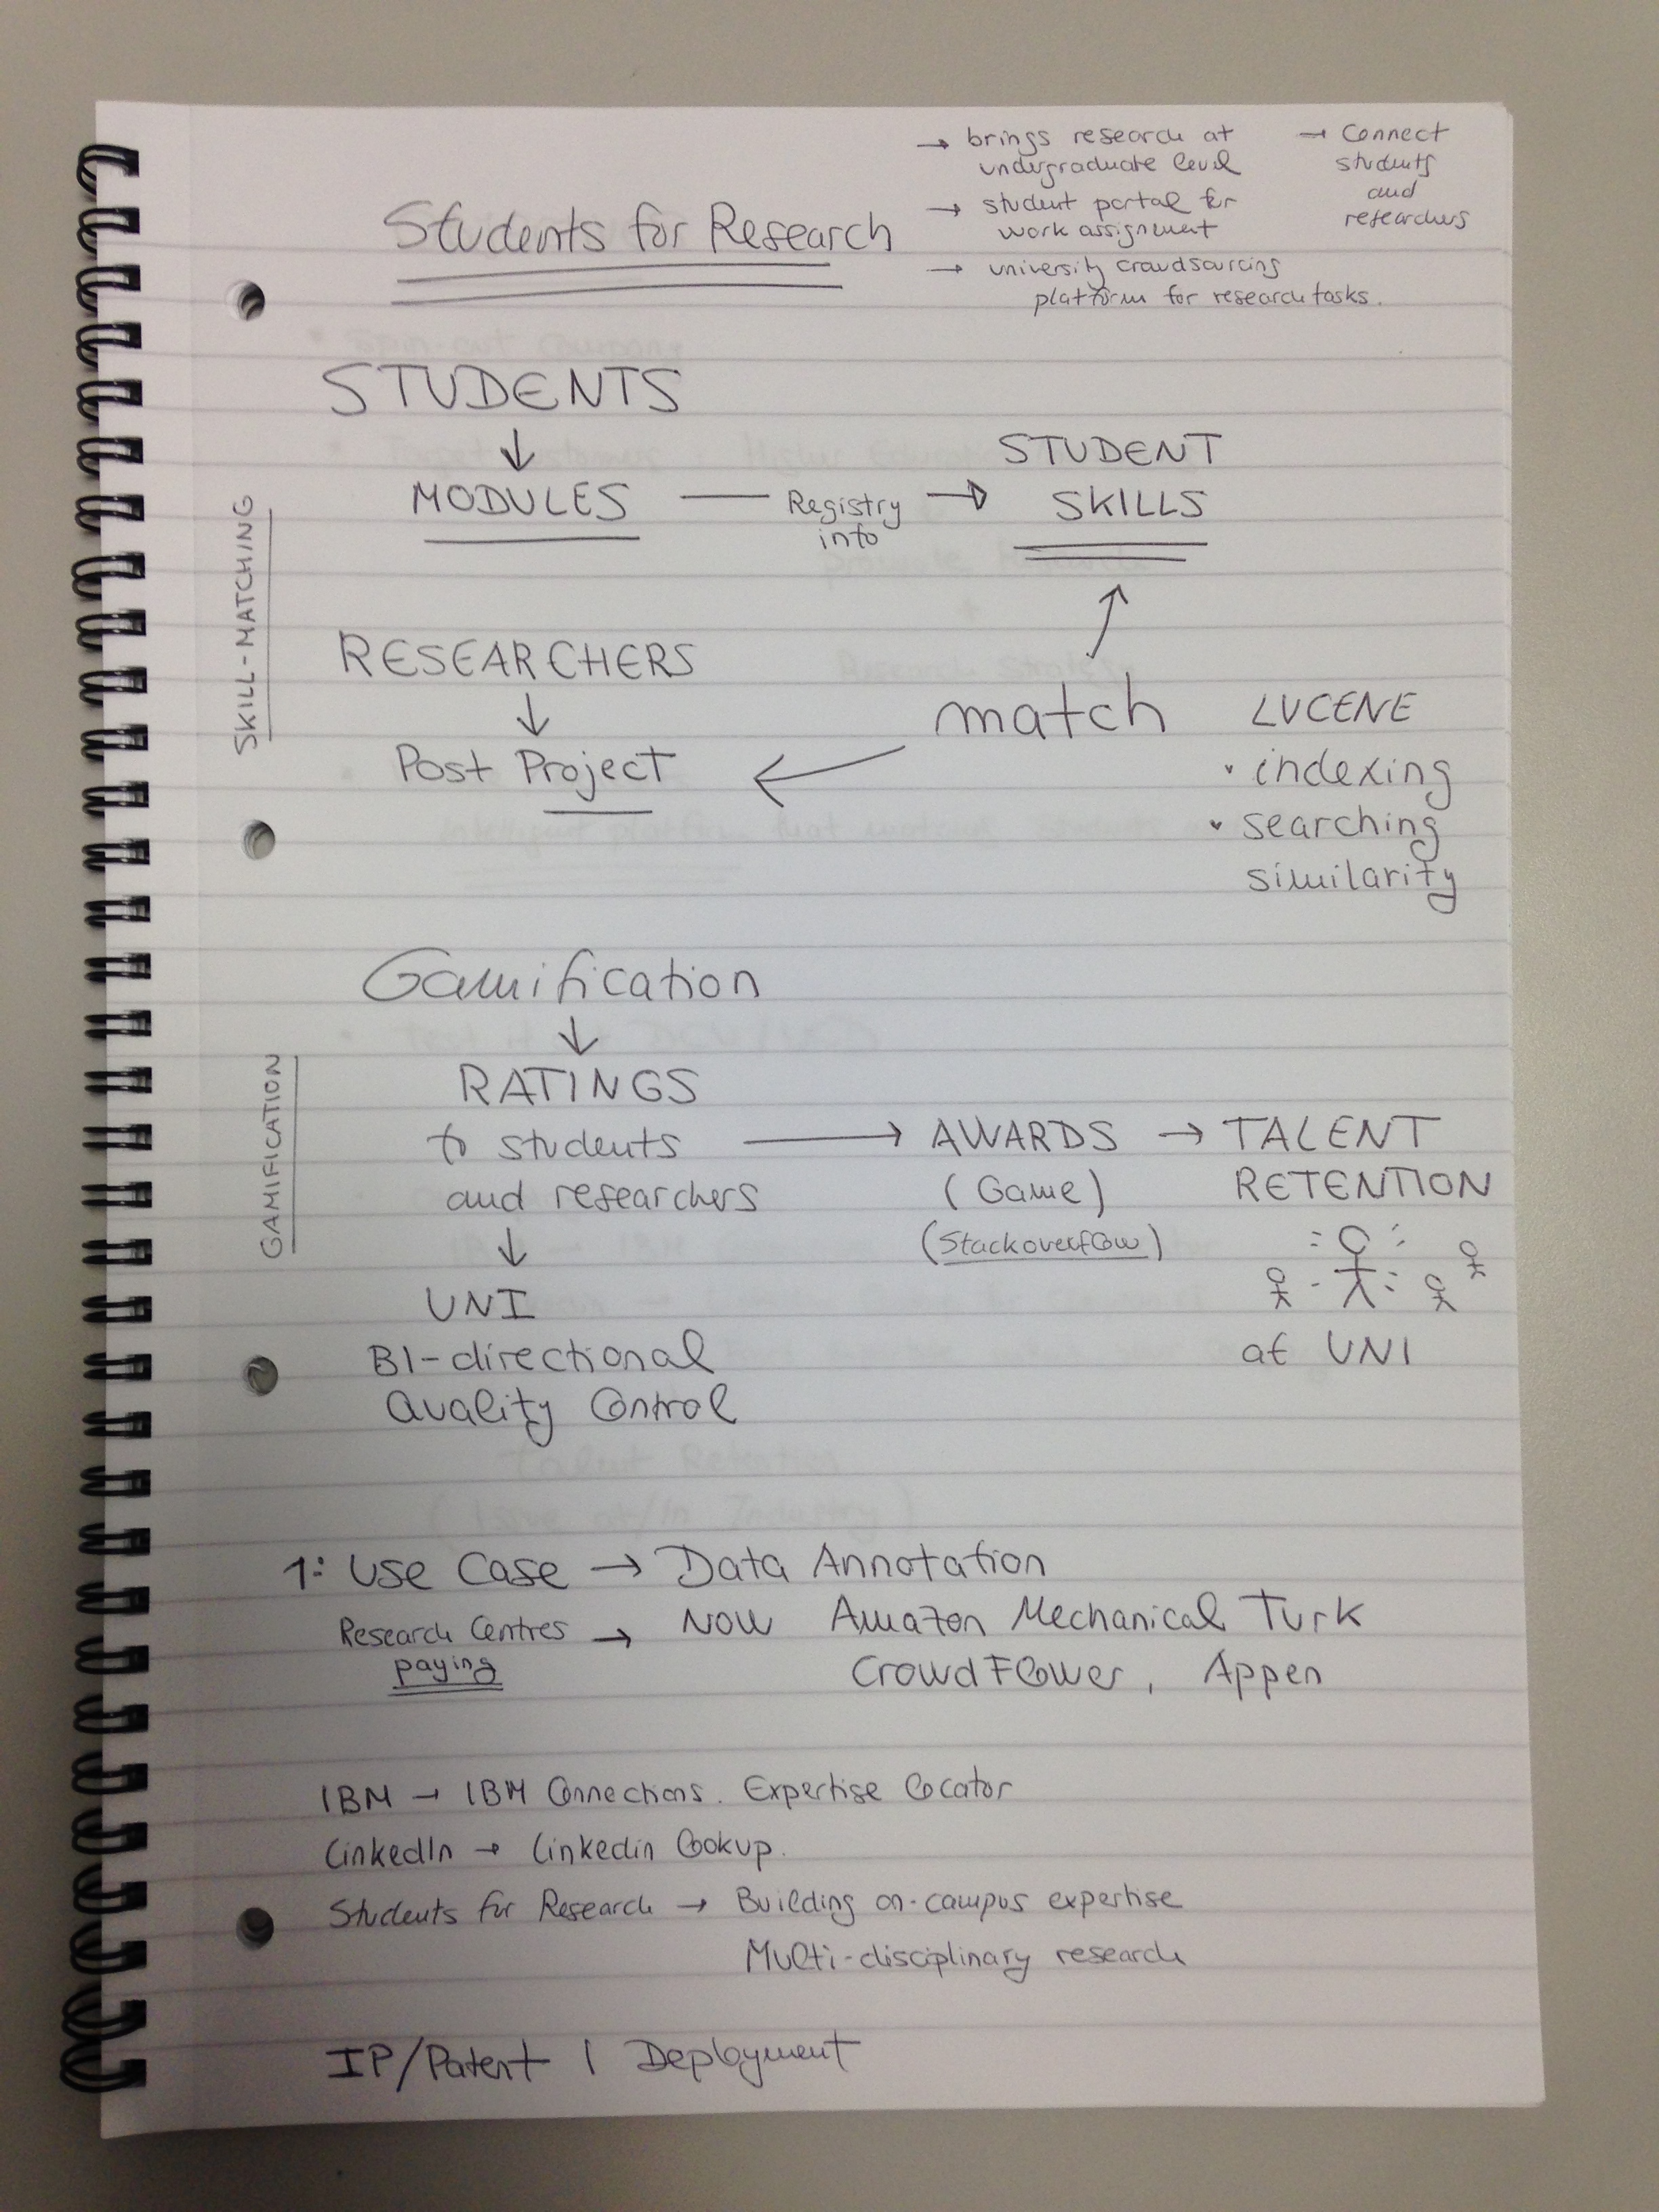 Students for Research
→ brings research at
undergraduate level
→ student portal for
work assignment
→ university crowdsourcing
platform for research tasks.
→ Connect
students
and
researchers
SKILL-MATCHING
STUDENTS
↓
MODULES — Registry into → STUDENT SKILLS
RESEARCHERS
↓
Post Project
match
LUCENE
• indexing
• searching
similarity
GAMIFICATION
Gamification
↓
RATINGS
to students
and researchers
→ AWARDS
(Game)
(Stackoverflow)
→ TALENT
RETENTION
at UNI
↓
UNI
BI-directional
Quality Control
1: Use Case → Data Annotation
Research Centres → NOW Amazon Mechanical Turk
paying
CrowdFlower, Appen
IBM → IBM Connections. Expertise Locator
LinkedIn → Linkedin Lookup.
Students for Research → Building on-campus expertise
Multi-disciplinary research
IP/Patent | Deployment